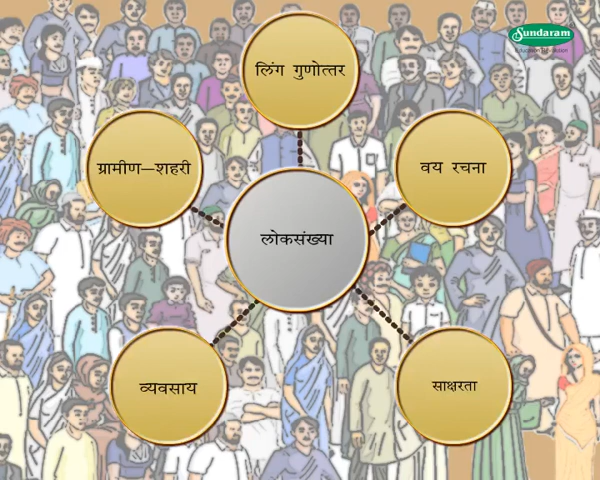 Sundaram
लिंग गुणोत्तर
ग्रामीण–शहरी
वय रचना
लोकसंख्या
व्यवसाय
साक्षरता